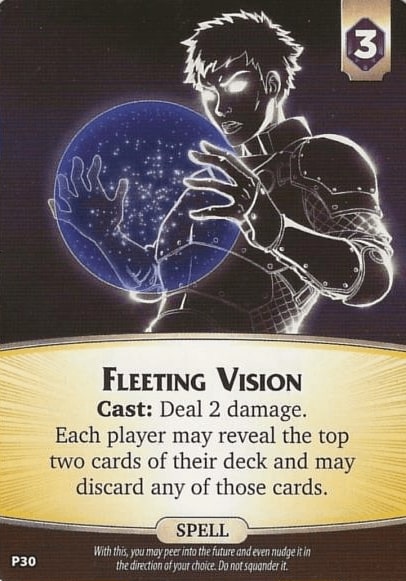 3
FLEETING VISION
Cast: Deal 2 damage.
Each player may reveal the top
two cards of their deck and may
discard any of those cards.
SPELL
P30
With this, you may peer into the future and even nudge it in
the direction of your choice. Do not squander it.